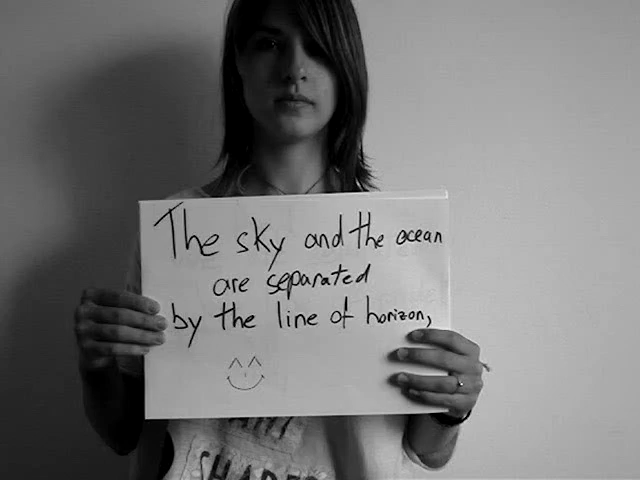 The sky and the ocean
are separated
by the line of horizon,